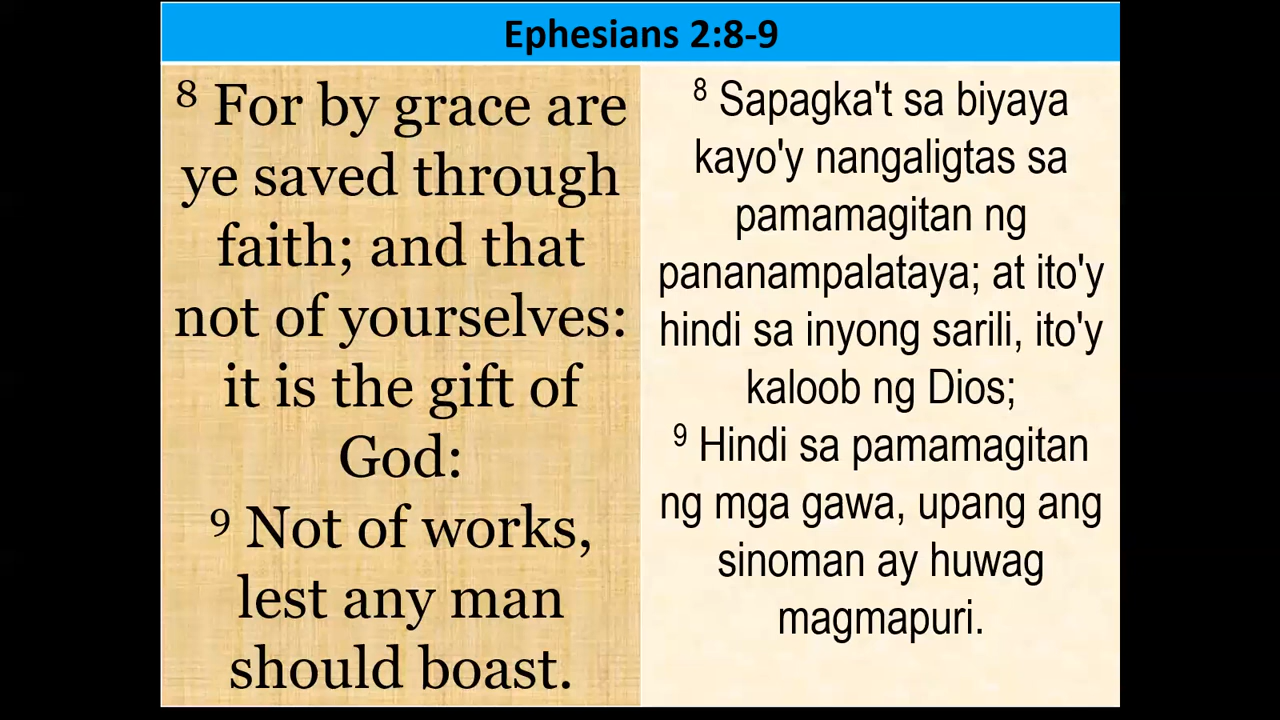 Ephesians 2:8-9
8 For by grace are
ye saved through
faith; and that
not of yourselves:
it is the gift of
God:
9 Not of works,
lest any man
should boast.
8 Sapagka't sa biyaya
kayo'y nangaligtas sa
pamamagitan ng
pananampalataya; at ito'y
hindi sa inyong sarili, ito'y
kaloob ng Dios;
9 Hindi sa pamamagitan
ng mga gawa, upang ang
sinoman ay huwag
magmapuri.